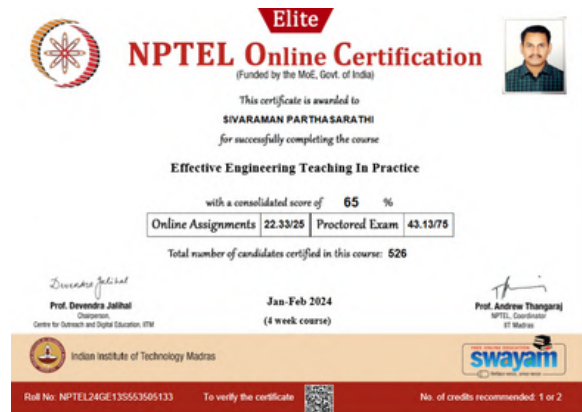 Elite
NPTEL Online Certification
(Funded by the MoE, Govt. of India)
This certificate is awarded to
SIVARAMAN PARTHASARATHI
for successfully completing the course
Effective Engineering Teaching In Practice
with a consolidated score of 65 %
Online Assignments 22.33/25 Proctored Exam 43.13/75
Total number of candidates certified in this course: 526
Devendra Jalihal
Prof. Devendra Jalihal
Chairperson,
Centre for Outreach and Digital Education, IITM
Jan-Feb 2024
(4 week course)
Prof. Andrew Thangaraj
NPTEL, Coordinator
IIT Madras
Indian Institute of Technology Madras
FREE ONLINE EDUCATION
swayam
Roll No: NPTEL24GE13S553505133
To verify the certificate
No. of credits recommended: 1 or 2